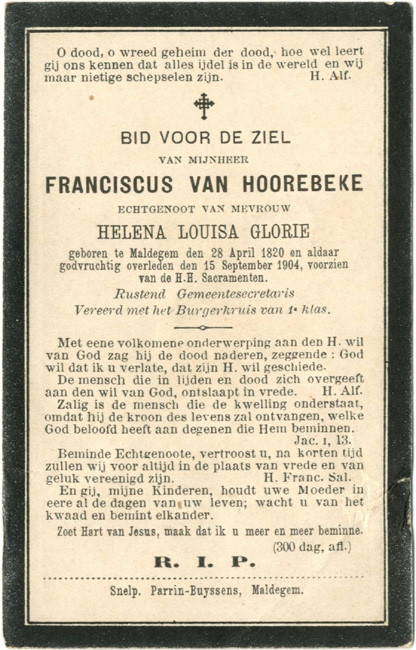 O dood, o wreed geheim der dood, hoe wel leert
gij ons kennen dat alles ijdel is in de wereld en wij
maar nietige schepselen zijn. H. Alf.
BID VOOR DE ZIEL
VAN MIJNHEER
FRANCISCUS VAN HOOREBEKE
ECHTGENOOT VAN MEVROUW
HELENA LOUISA GLORIE
geboren te Maldegem den 28 April 1820 en aldaar
godvruchtig overleden den 15 September 1904, voorzien
van de H.H. Sacramenten.
Rustend Gemeentesecretaris
Vereerd met het Burgerkruis van 1e klas.
Met eene volkomene onderwerping aan den H. wil
van God zag hij de dood naderen, zeggende : God
wil dat ik u verlate, dat zijn H. wil geschiede.
De mensch die in lijden en dood zich overgeeft
aan den wil van God, ontslaapt in vrede. H. Alf.
Zalig is de mensch die de kwelling onderstaat,
omdat hij de kroon des levens zal ontvangen, welke
God beloofd heeft aan degenen die Hem beminnen.
Jac. 1, 13.
Beminde Echtgenoote, vertroost u, na korten tijd
zullen wij voor altijd in de plaats van vrede en van
geluk vereenigd zijn. H. Franc. Sal.
En gij, mijne Kinderen, houdt uwe Moeder in
eere al de dagen van uw leven; wacht u van het
kwaad en bemint elkander.
Zoet Hart van Jesus, maak dat ik u meer en meer beminne.
(300 dag, afl.)
R. I. P.
Snelp. Parrin-Buyssens, Maldegem.